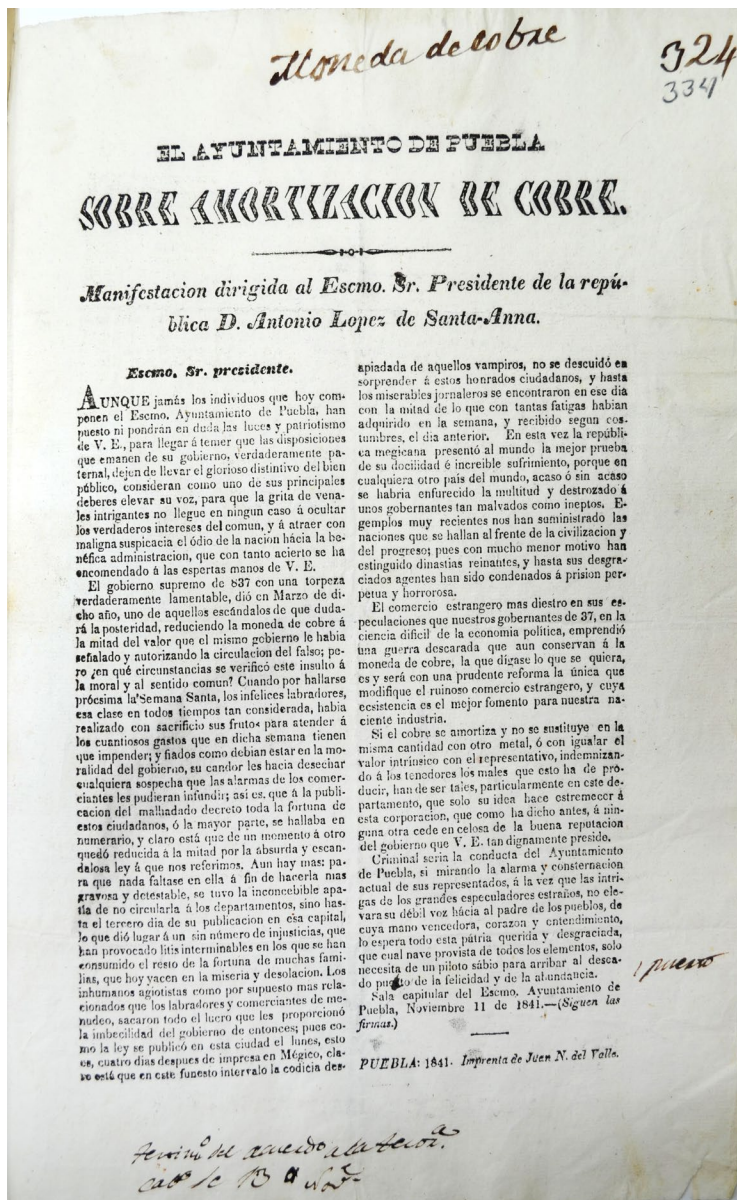 Moneda de cobre
324
334
EL AYUNTAMIENTO DE PUEBLA
SOBRE AMORTIZACION DE COBRE.
Manifestacion dirigida al Escmo. Sr. Presidente de la repú-
blica D. Antonio Lopez de Santa-Anna.
Escmo. Sr. presidente.
AUNQUE jamás los individuos que hoy com-
ponen el Escmo. Ayuntamiento de Puebla, han
puesto ni pondrán en duda las luces y patriotismo
de V. E., para llegar á temer que las disposiciones
que emanen de su gobierno, verdaderamente pa-
ternal, dejen de llevar el glorioso distintivo del bien
público, consideran como uno de sus principales
deberes elevar su voz, para que la grita de vena-
les intrigantes no llegue en ningun caso á ocultar
los verdaderos intereses del comun, y á atraer con
maligna suspicacia el ódio de la nacion hácia la be-
néfica administracion, que con tanto acierto se ha
encomendado á las espertas manos de V. E.
El gobierno supremo de 837 con una torpeza
verdaderamente lamentable, dió en Marzo de di-
cho año, uno de aquellos escándalos de que duda-
rá la posteridad, reduciendo la moneda de cobre á
la mitad del valor que el mismo gobierno le habia
señalado y autorizando la circulacion del falso; pe-
ro ¿en qué circunstancias se verificó este insulto á
la moral y al sentido comun? Cuando por hallarse
prócsima la Semana Santa, los infelices labradores,
esa clase en todos tiempos tan considerada, habia
realizado con sacrificio sus frutos para atender á
los cuantiosos gastos que en dicha semana tienen
que impender; y fiados como debian estar en la mo-
ralidad del gobierno, su candor les hacia desechar
cualquiera sospecha que las alarmas de los comer-
ciantes les pudieran infundir; así es, que á la publi-
cacion del malhadado decreto toda la fortuna de
estos ciudadanos, ó la mayor parte, se hallaba en
numerario, y claro está que de un momento á otro
quedó reducida á la mitad por la absurda y escan-
dalosa ley á que nos referimos. Aun hay mas: pa-
ra que nada faltase en ella á fin de hacerla mas
gravosa y detestable, se tuvo la inconcebible apa-
tía de no circularla á los departamentos, sino has-
ta el tercero dia de su publicacion en esa capital,
lo que dió lugar á un sin número de injusticias, que
han provocado litis interminables en los que se han
consumido el resto de la fortuna de muchas fami-
lias, que hoy yacen en la miseria y desolacion. Los
inhumanos agiotistas como por supuesto mas rela-
cionados que los labradores y comerciantes de me-
nudeo, sacaron todo el lucro que les proporcionó
la imbecilidad del gobierno de entonces; pues co-
mo la ley se publicó en esta ciudad el lunes, esto
es, cuatro dias despues de impresa en Mégico, cla-
ro está que en este funesto intervalo la codicia des-
apiadada de aquellos vampiros, no se descuidó en
sorprender á estos honrados ciudadanos, y hasta
los miserables jornaleros se encontraron en ese dia
con la mitad de lo que con tantas fatigas habian
adquirido en la semana, y recibido segun cos-
tumbres, el dia anterior. En esta vez la repúbli-
ca megicana presentó al mundo la mejor prueba
de su docilidad é increible sufrimiento, porque en
cualquiera otro pais del mundo, acaso ó sin acaso
se habria enfurecido la multitud y destrozado á
unos gobernantes tan malvados como ineptos. E-
gemplos muy recientes nos han suministrado las
naciones que se hallan al frente de la civilizacion y
del progreso; pues con mucho menor motivo han
estinguido dinastias reinantes, y hasta sus desgra-
ciados agentes han sido condenados á prision per-
petua y horrorosa.
El comercio estrangero mas diestro en sus es-
peculaciones que nuestros gobernantes de 37, en la
ciencia dificil de la economía política, emprendió
una guerra descarada que aun conservan á la
moneda de cobre, la que dígase lo que se quiera,
es y será con una prudente reforma la única que
modifique el ruinoso comercio estrangero, y cuya
ecsistencia es el mejor fomento para nuestra na-
ciente industria.
Si el cobre se amortiza y no se sustituye en la
misma cantidad con otro metal, ó con igualar el
valor intrínsico con el representativo, indemnizan-
do á los tenedores los males que esto ha de pro-
ducir, han de ser tales, particularmente en este de-
partamento, que solo su idea hace estremecer á
esta corporacion, que como ha dicho antes, á nin-
guna otra cede en celosa de la buena reputacion
del gobierno que V. E. tan dignamente preside.
Criminal seria la conducta del Ayuntamiento
de Puebla, si mirando la alarma y consternacion
actual de sus representados, á la vez que las intri-
gas de los grandes especuladores estraños, no ele-
vara su débil voz hácia al padre de los pueblos, de
cuya mano vencedora, corazon y entendimiento,
lo espera todo esta pátria querida y desgraciada,
que cual nave provista de todos los elementos, solo
necesita de un piloto sábio para arribar al desea-
do puerto de la felicidad y de la abundancia.
puerto
Sala capitular del Escmo. Ayuntamiento de
Puebla, Noviembre 11 de 1841.—(Siguen las
firmas.)
PUEBLA: 1841. Imprenta de Juan N. del Valle.
de acuerdo a la
de 13